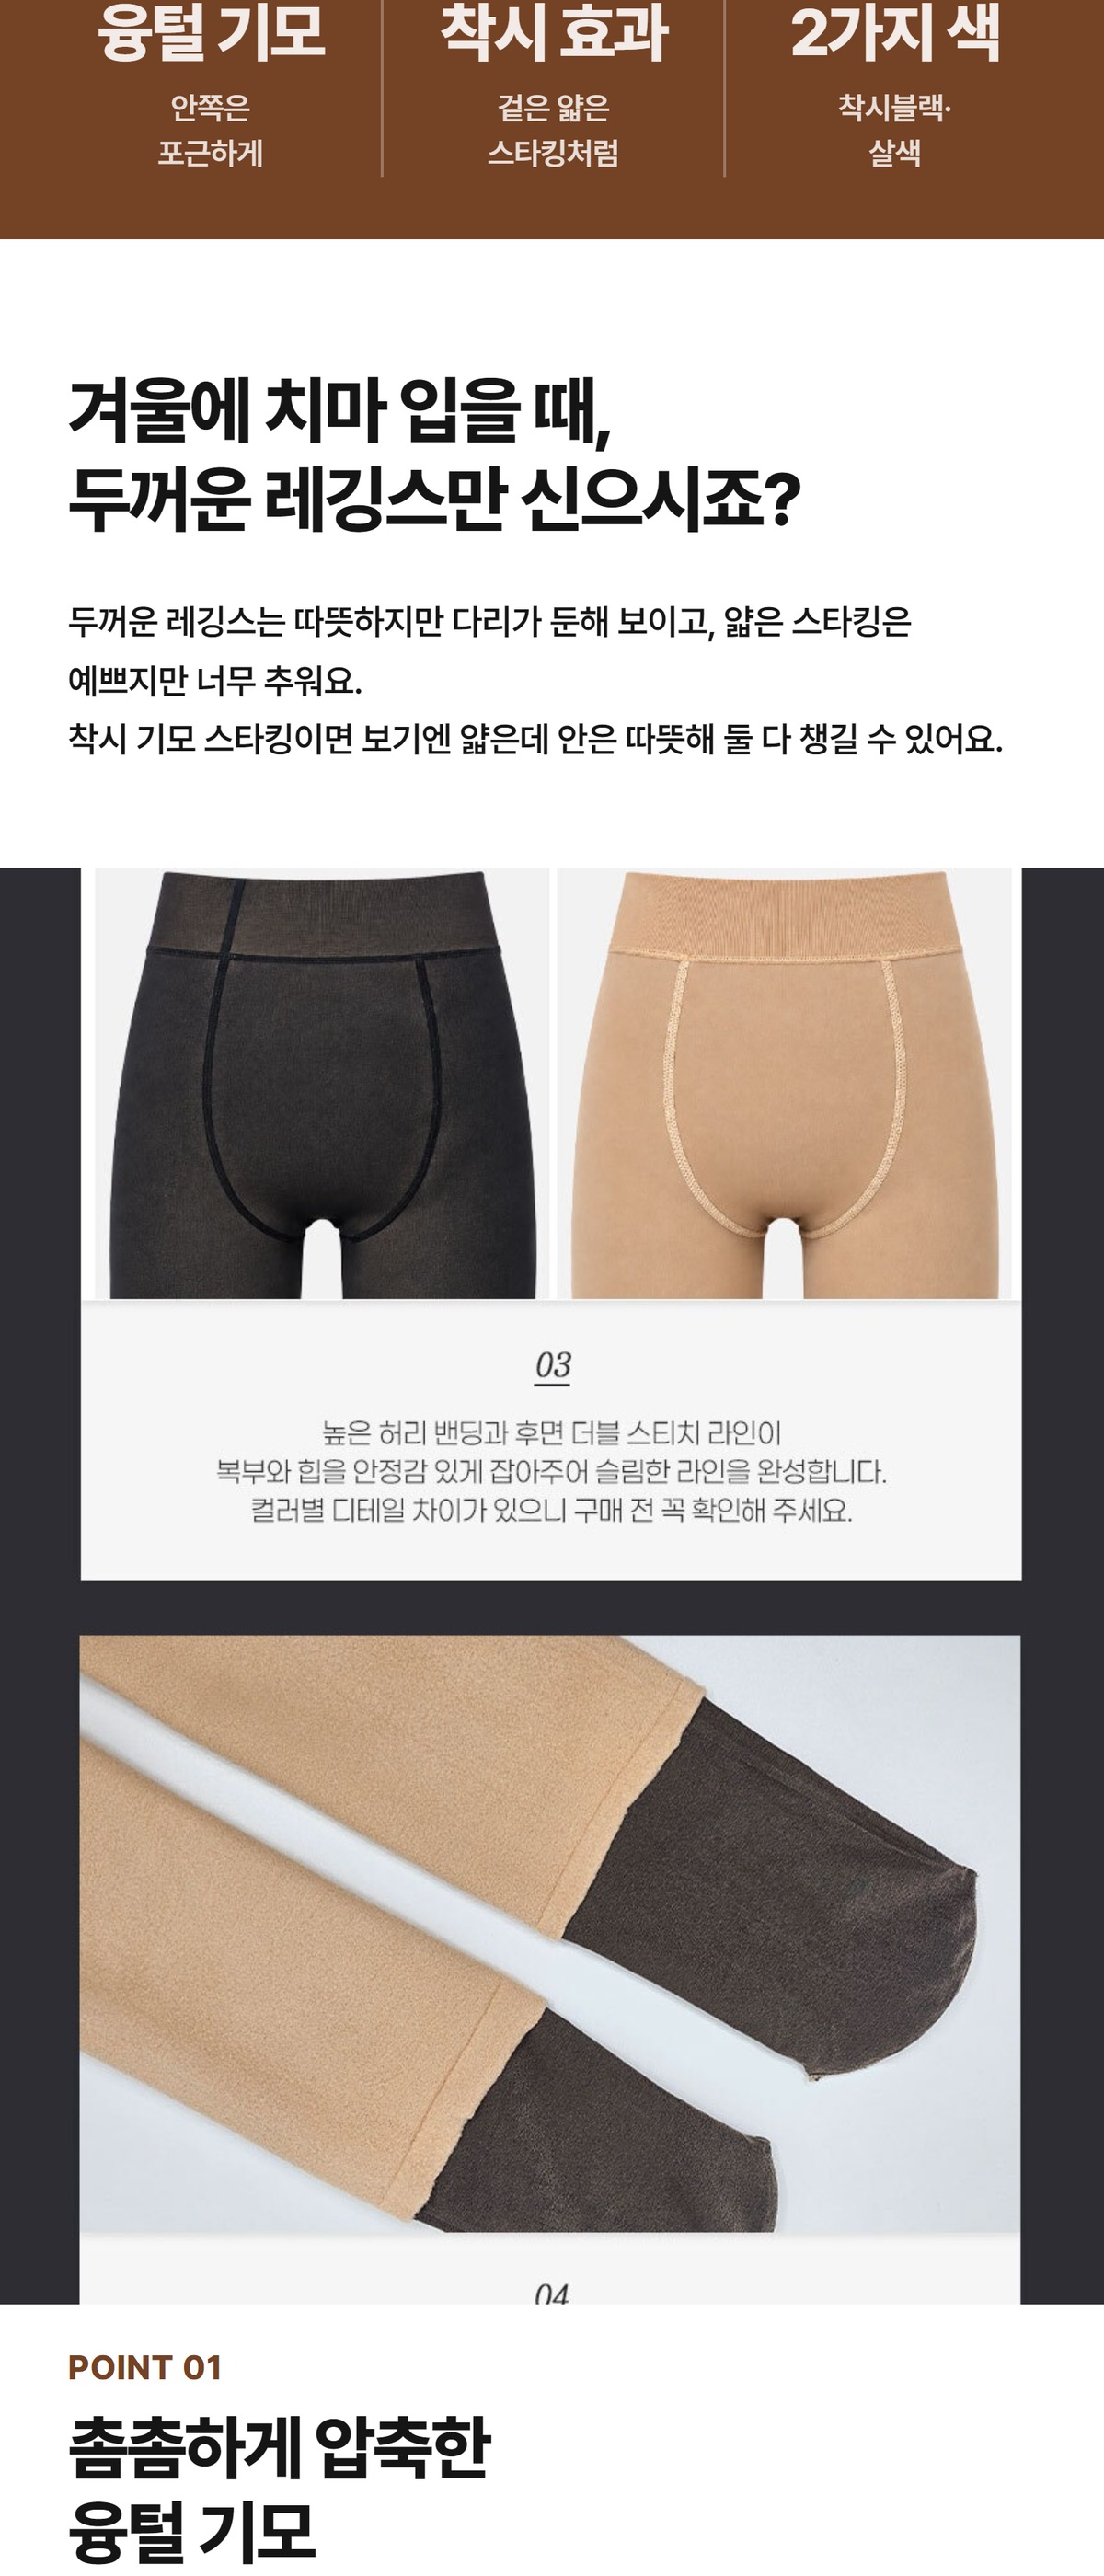 융털 기모
안쪽은
포근하게
착시 효과
겉은 얇은
스타킹처럼
2가지 색
착시블랙·
살색
겨울에 치마 입을 때,
두꺼운 레깅스만 신으시죠?
두꺼운 레깅스는 따뜻하지만 다리가 둔해 보이고, 얇은 스타킹은
예쁘지만 너무 추워요.
착시 기모 스타킹이면 보기엔 얇은데 안은 따뜻해 둘 다 챙길 수 있어요.
03
높은 허리 밴딩과 후면 더블 스티치 라인이
복부와 힙을 안정감 있게 잡아주어 슬림한 라인을 완성합니다.
컬러별 디테일 차이가 있으니 구매 전 꼭 확인해 주세요.
04
POINT 01
촘촘하게 압축한
융털 기모